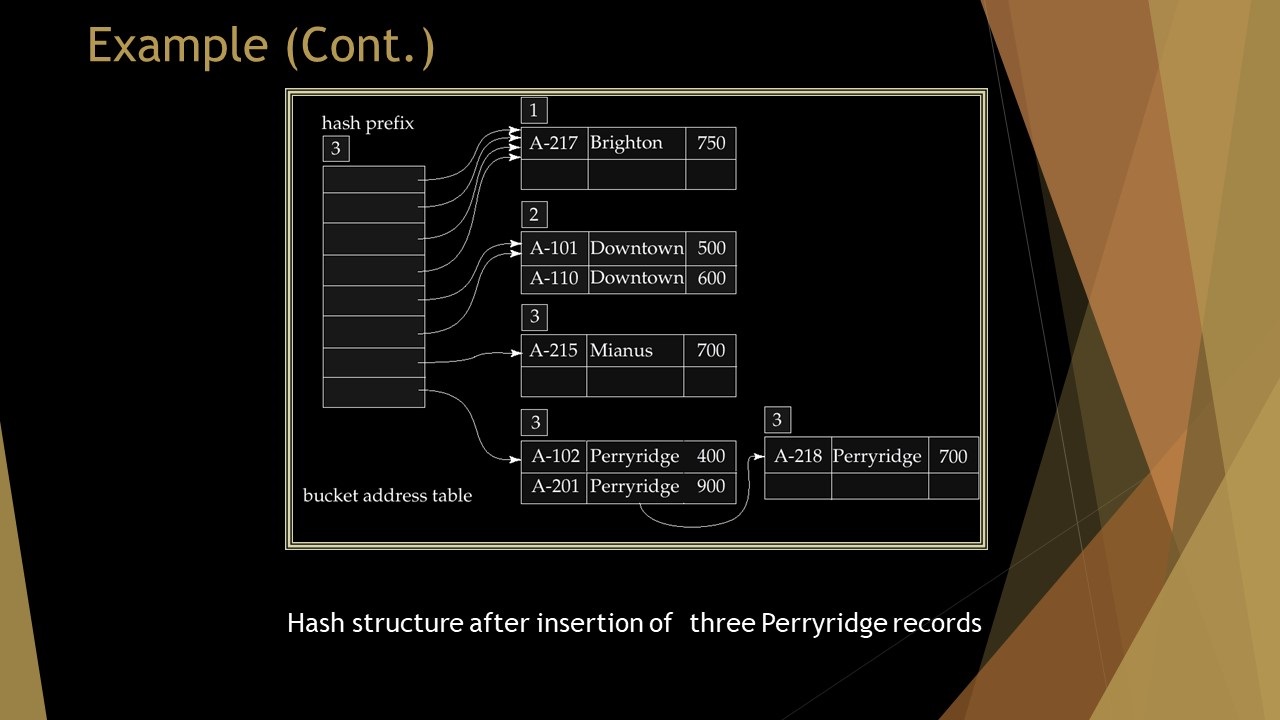 Example (Cont.)
hash prefix
3
1
A-217 Brighton 750
2
A-101 Downtown 500
A-110 Downtown 600
3
A-215 Mianus 700
3
A-102 Perryridge 400
A-201 Perryridge 900
3
A-218 Perryridge 700
bucket address table
Hash structure after insertion of three Perryridge records